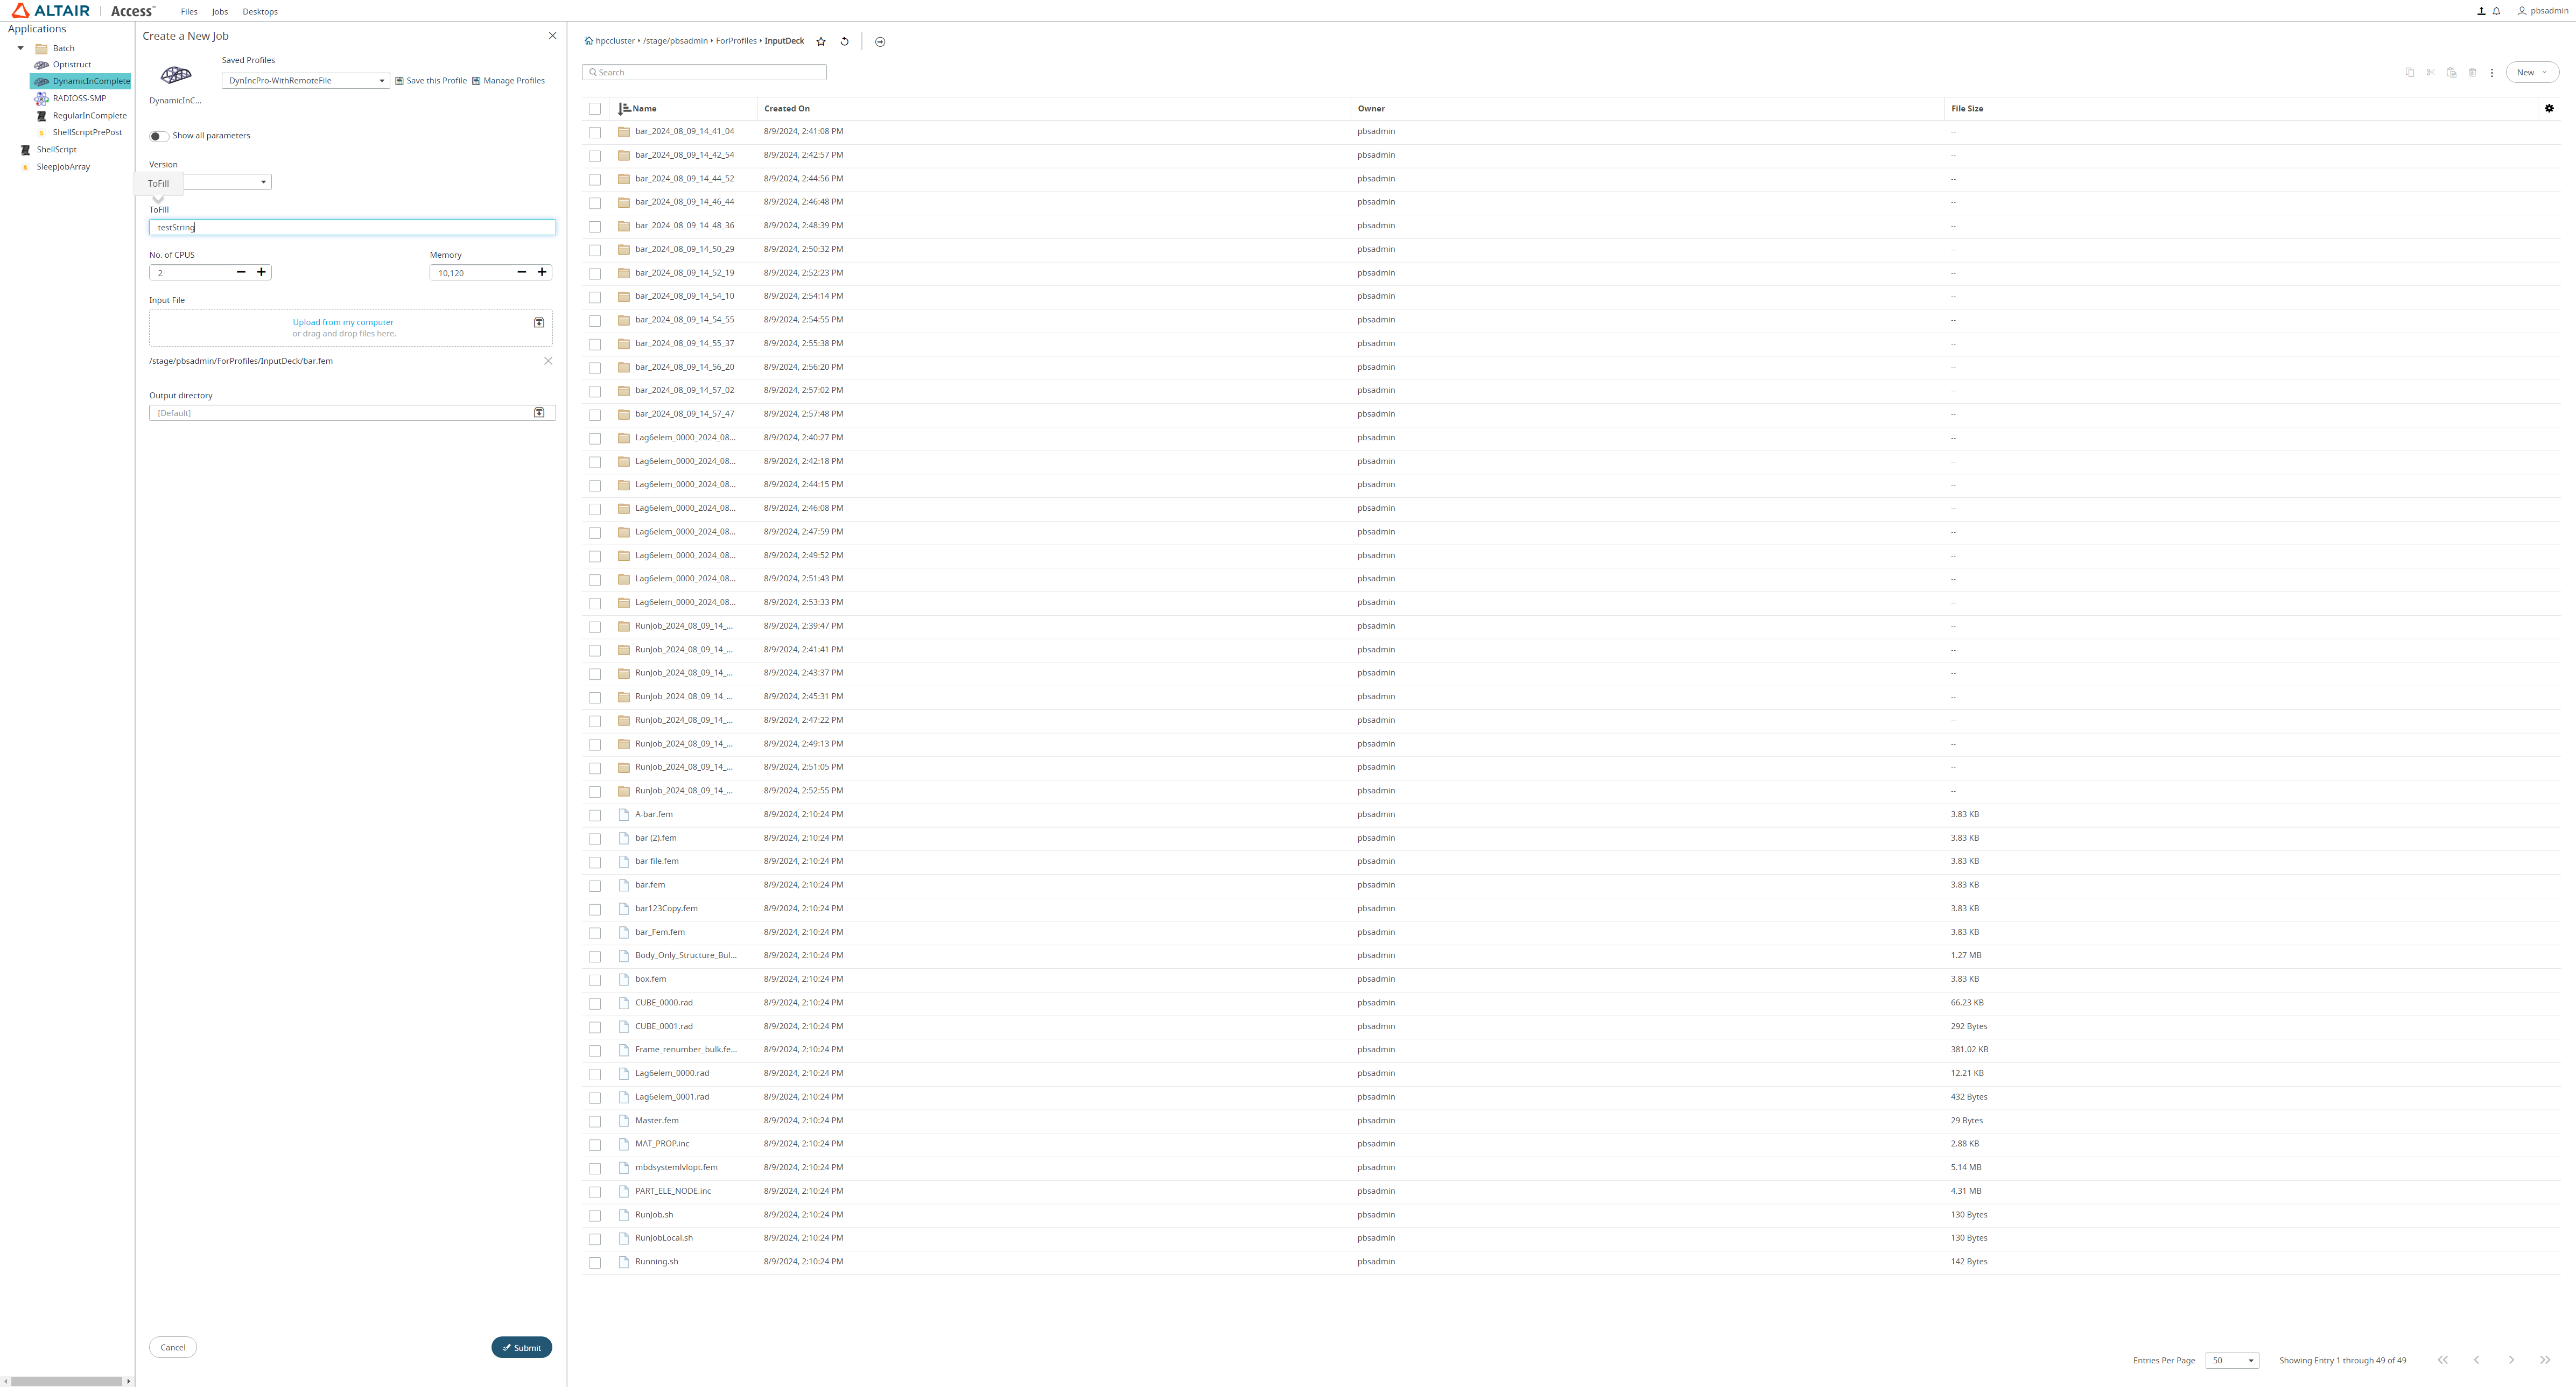 ALTAIR | Access™ Files Jobs Desktops pbsadmin
Applications
Batch
Optistruct
DynamicInComplete
RADIOSS-SMP
RegularInComplete
ShellScriptPrePost
ShellScript
SleepJobArray
Create a New Job
Saved Profiles
DynIncPro-WithRemoteFile Save this Profile Manage Profiles
DynamicInC...
Show all parameters
Version
ToFill
ToFill
testString
No. of CPUS Memory
2 10,120
Input File
Upload from my computer
or drag and drop files here.
/stage/pbsadmin/ForProfiles/InputDeck/bar.fem
Output directory
[Default]
Cancel Submit
hpccluster /stage/pbsadmin ForProfiles InputDeck
Search New
Name Created On Owner File Size
bar_2024_08_09_14_41_04 8/9/2024, 2:41:08 PM pbsadmin --
bar_2024_08_09_14_42_54 8/9/2024, 2:42:57 PM pbsadmin --
bar_2024_08_09_14_44_52 8/9/2024, 2:44:56 PM pbsadmin --
bar_2024_08_09_14_46_44 8/9/2024, 2:46:48 PM pbsadmin --
bar_2024_08_09_14_48_36 8/9/2024, 2:48:39 PM pbsadmin --
bar_2024_08_09_14_50_29 8/9/2024, 2:50:32 PM pbsadmin --
bar_2024_08_09_14_52_19 8/9/2024, 2:52:23 PM pbsadmin --
bar_2024_08_09_14_54_10 8/9/2024, 2:54:14 PM pbsadmin --
bar_2024_08_09_14_54_55 8/9/2024, 2:54:55 PM pbsadmin --
bar_2024_08_09_14_55_37 8/9/2024, 2:55:38 PM pbsadmin --
bar_2024_08_09_14_56_20 8/9/2024, 2:56:20 PM pbsadmin --
bar_2024_08_09_14_57_02 8/9/2024, 2:57:02 PM pbsadmin --
bar_2024_08_09_14_57_47 8/9/2024, 2:57:48 PM pbsadmin --
Lag6elem_0000_2024_08... 8/9/2024, 2:40:27 PM pbsadmin --
Lag6elem_0000_2024_08... 8/9/2024, 2:42:18 PM pbsadmin --
Lag6elem_0000_2024_08... 8/9/2024, 2:44:15 PM pbsadmin --
Lag6elem_0000_2024_08... 8/9/2024, 2:46:08 PM pbsadmin --
Lag6elem_0000_2024_08... 8/9/2024, 2:47:59 PM pbsadmin --
Lag6elem_0000_2024_08... 8/9/2024, 2:49:52 PM pbsadmin --
Lag6elem_0000_2024_08... 8/9/2024, 2:51:43 PM pbsadmin --
Lag6elem_0000_2024_08... 8/9/2024, 2:53:33 PM pbsadmin --
RunJob_2024_08_09_14_... 8/9/2024, 2:39:47 PM pbsadmin --
RunJob_2024_08_09_14_... 8/9/2024, 2:41:41 PM pbsadmin --
RunJob_2024_08_09_14_... 8/9/2024, 2:43:37 PM pbsadmin --
RunJob_2024_08_09_14_... 8/9/2024, 2:45:31 PM pbsadmin --
RunJob_2024_08_09_14_... 8/9/2024, 2:47:22 PM pbsadmin --
RunJob_2024_08_09_14_... 8/9/2024, 2:49:13 PM pbsadmin --
RunJob_2024_08_09_14_... 8/9/2024, 2:51:05 PM pbsadmin --
RunJob_2024_08_09_14_... 8/9/2024, 2:52:55 PM pbsadmin --
A-bar.fem 8/9/2024, 2:10:24 PM pbsadmin 3.83 KB
bar (2).fem 8/9/2024, 2:10:24 PM pbsadmin 3.83 KB
bar file.fem 8/9/2024, 2:10:24 PM pbsadmin 3.83 KB
bar.fem 8/9/2024, 2:10:24 PM pbsadmin 3.83 KB
bar123Copy.fem 8/9/2024, 2:10:24 PM pbsadmin 3.83 KB
bar_Fem.fem 8/9/2024, 2:10:24 PM pbsadmin 3.83 KB
Body_Only_Structure_Bul... 8/9/2024, 2:10:24 PM pbsadmin 1.27 MB
box.fem 8/9/2024, 2:10:24 PM pbsadmin 3.83 KB
CUBE_0000.rad 8/9/2024, 2:10:24 PM pbsadmin 66.23 KB
CUBE_0001.rad 8/9/2024, 2:10:24 PM pbsadmin 292 Bytes
Frame_renumber_bulk.fe... 8/9/2024, 2:10:24 PM pbsadmin 381.02 KB
Lag6elem_0000.rad 8/9/2024, 2:10:24 PM pbsadmin 12.21 KB
Lag6elem_0001.rad 8/9/2024, 2:10:24 PM pbsadmin 432 Bytes
Master.fem 8/9/2024, 2:10:24 PM pbsadmin 29 Bytes
MAT_PROP.inc 8/9/2024, 2:10:24 PM pbsadmin 2.88 KB
mbdsystemlvlopt.fem 8/9/2024, 2:10:24 PM pbsadmin 5.14 MB
PART_ELE_NODE.inc 8/9/2024, 2:10:24 PM pbsadmin 4.31 MB
RunJob.sh 8/9/2024, 2:10:24 PM pbsadmin 130 Bytes
RunJobLocal.sh 8/9/2024, 2:10:24 PM pbsadmin 130 Bytes
Running.sh 8/9/2024, 2:10:24 PM pbsadmin 142 Bytes
Entries Per Page 50 Showing Entry 1 through 49 of 49